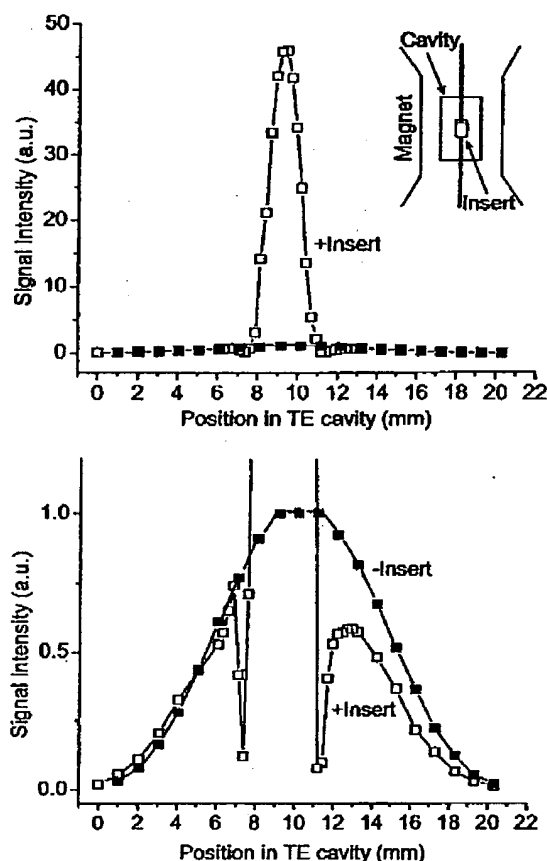 50
40
30
20
10
0
Signal Intensity (a.u.)
Cavity
Magnet
Insert
+Insert
0 2 4 6 8 10 12 14 16 18 20 22
Position in TE cavity (mm)
1.0
0.5
0.0
Signal Intensity (a.u.)
-Insert
+Insert
0 2 4 6 8 10 12 14 16 18 20 22
Position in TE cavity (mm)